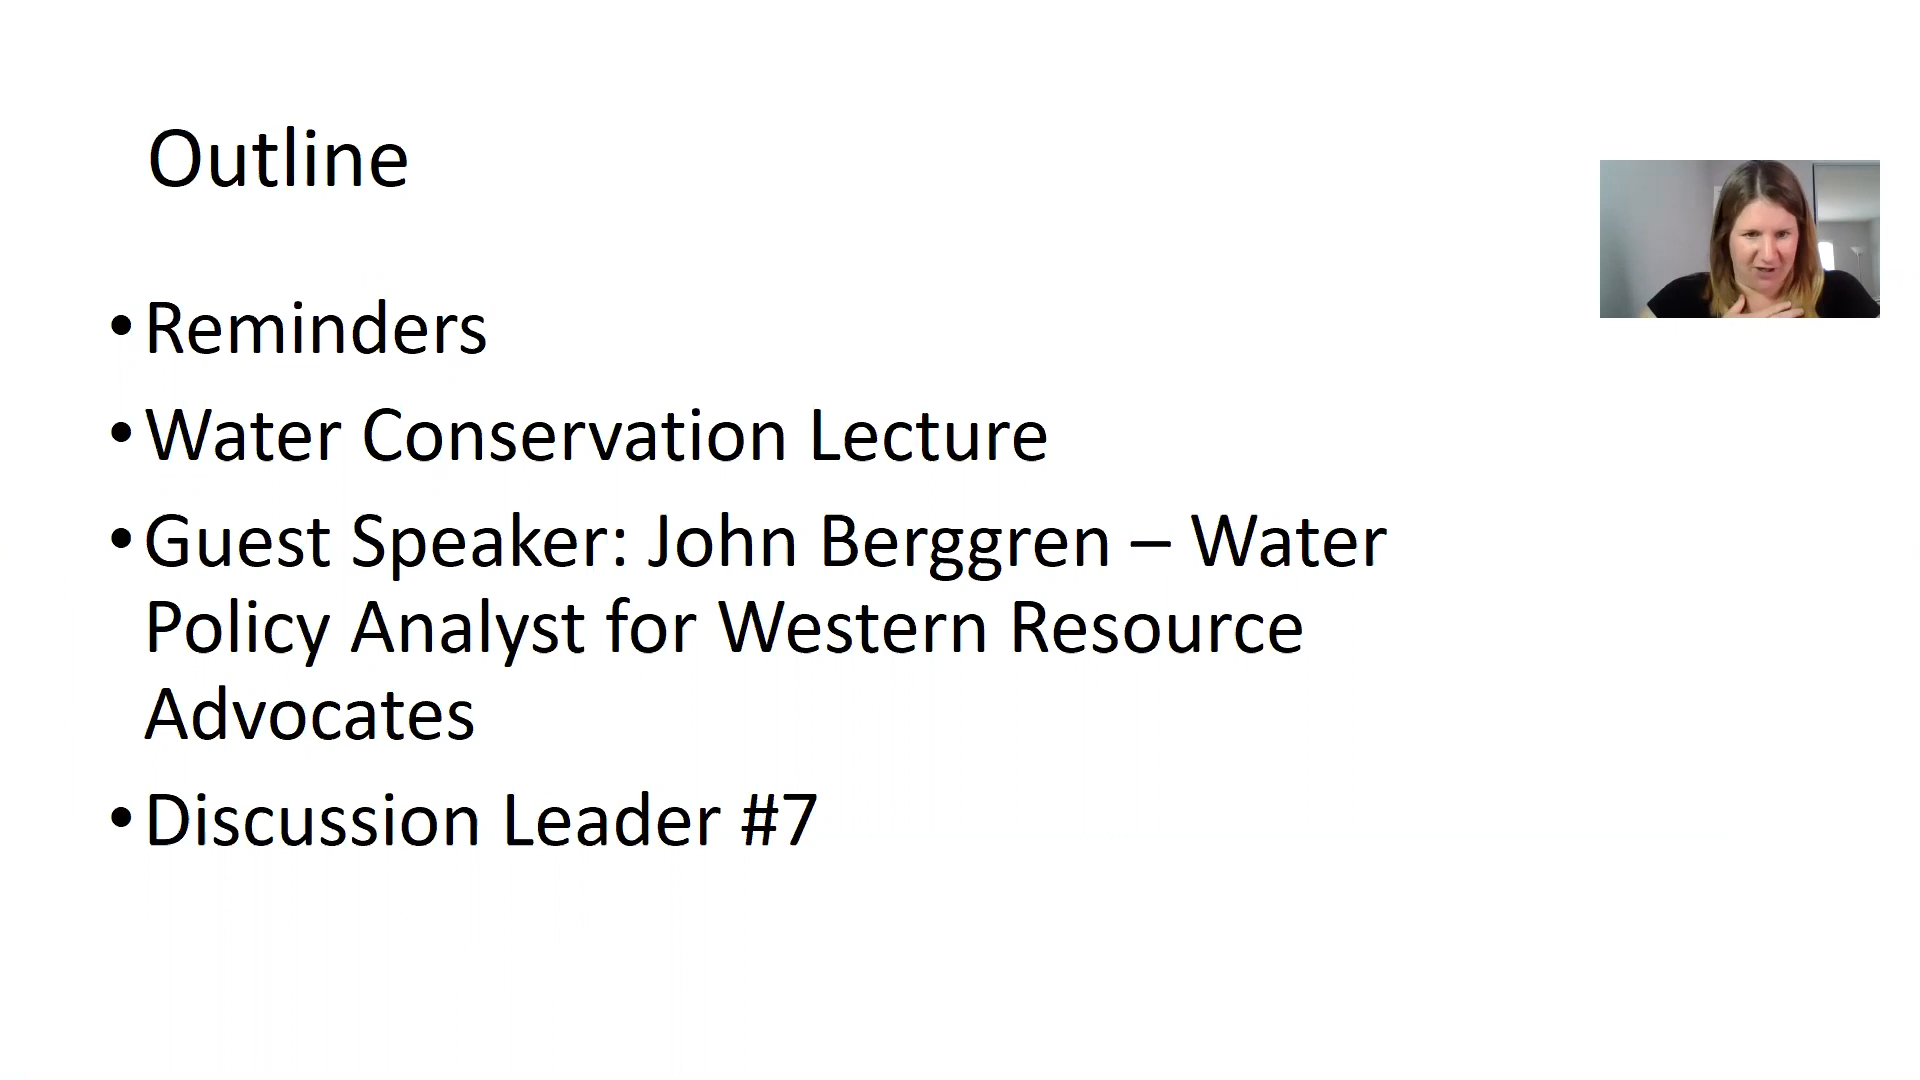 Outline
•Reminders
•Water Conservation Lecture
•Guest Speaker: John Berggren – Water
Policy Analyst for Western Resource
Advocates
•Discussion Leader #7